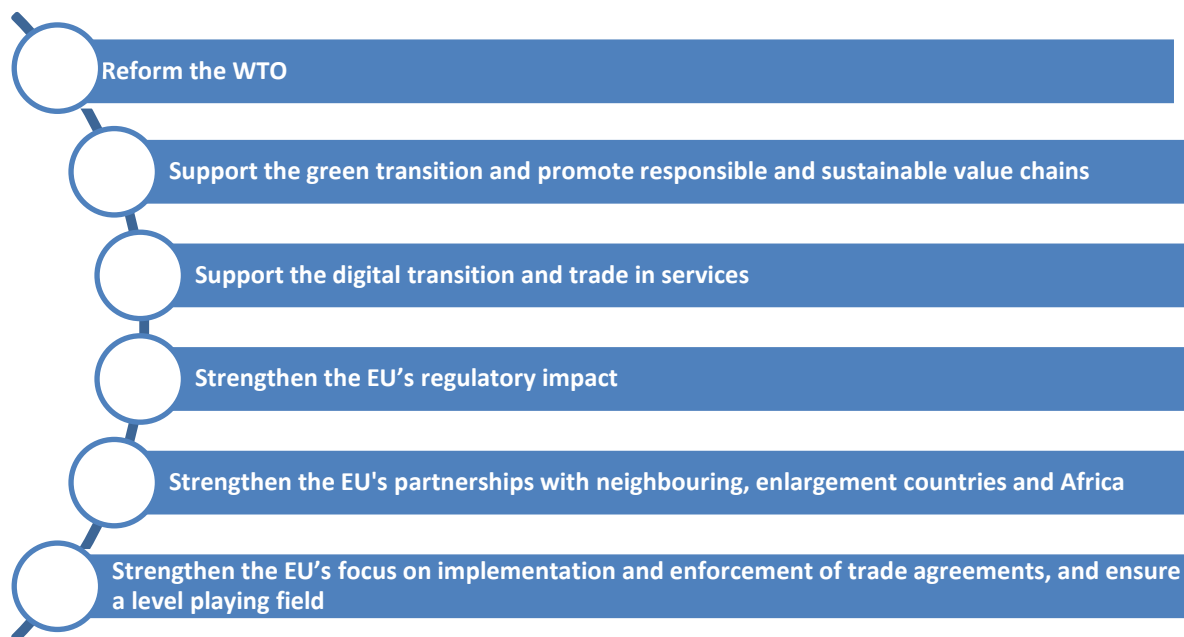 Reform the WTO
Support the green transition and promote responsible and sustainable value chains
Support the digital transition and trade in services
Strengthen the EU’s regulatory impact
Strengthen the EU's partnerships with neighbouring, enlargement countries and Africa
Strengthen the EU’s focus on implementation and enforcement of trade agreements, and ensure
a level playing field